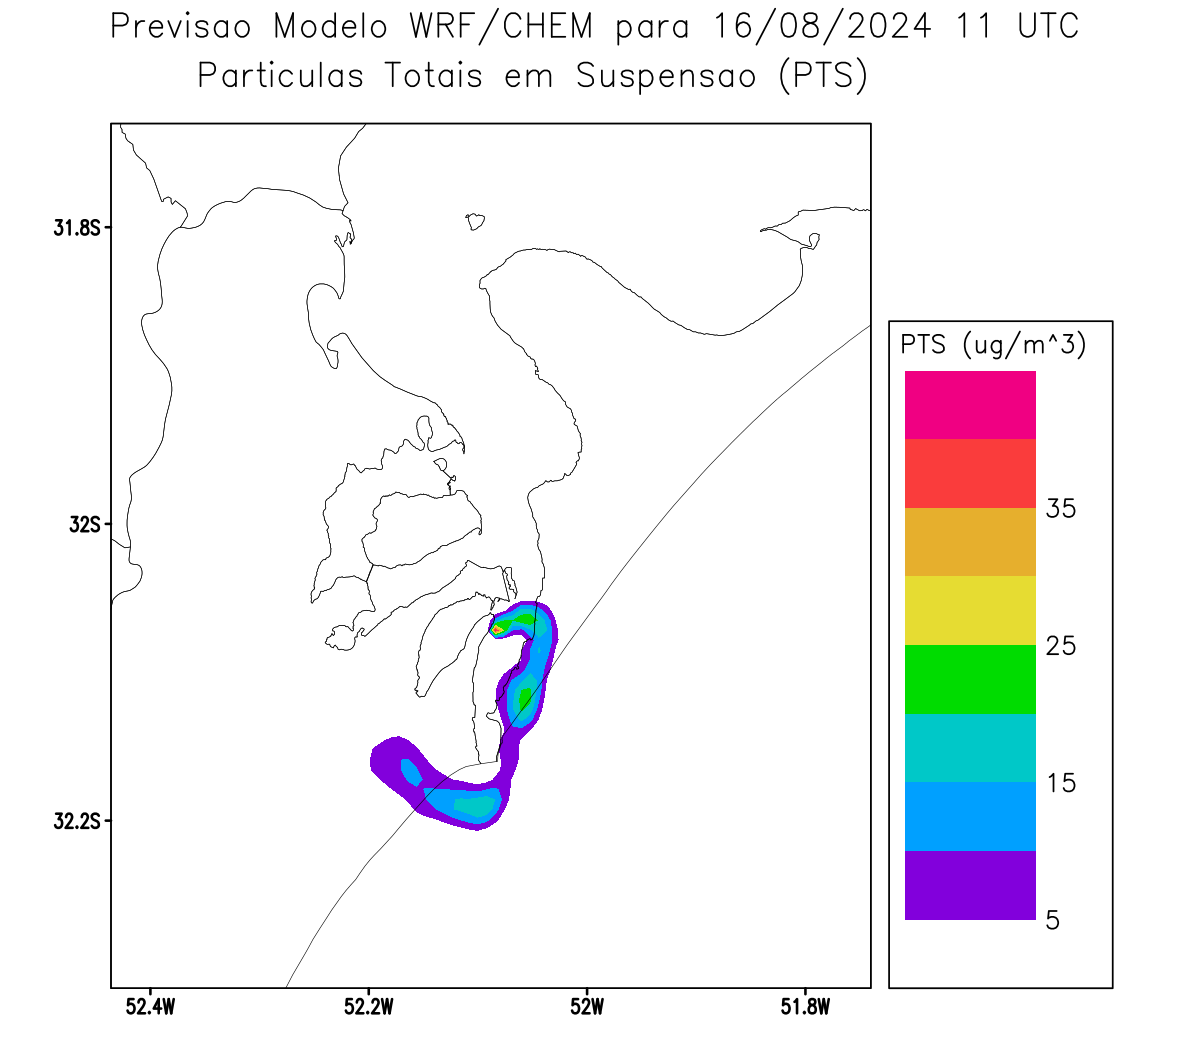 Previsao Modelo WRF/CHEM para 16/08/2024 11 UTC
Particulas Totais em Suspensao (PTS)
31.8S
32S
32.2S
52.4W
52.2W
52W
51.8W
PTS (ug/m^3)
35
25
15
5